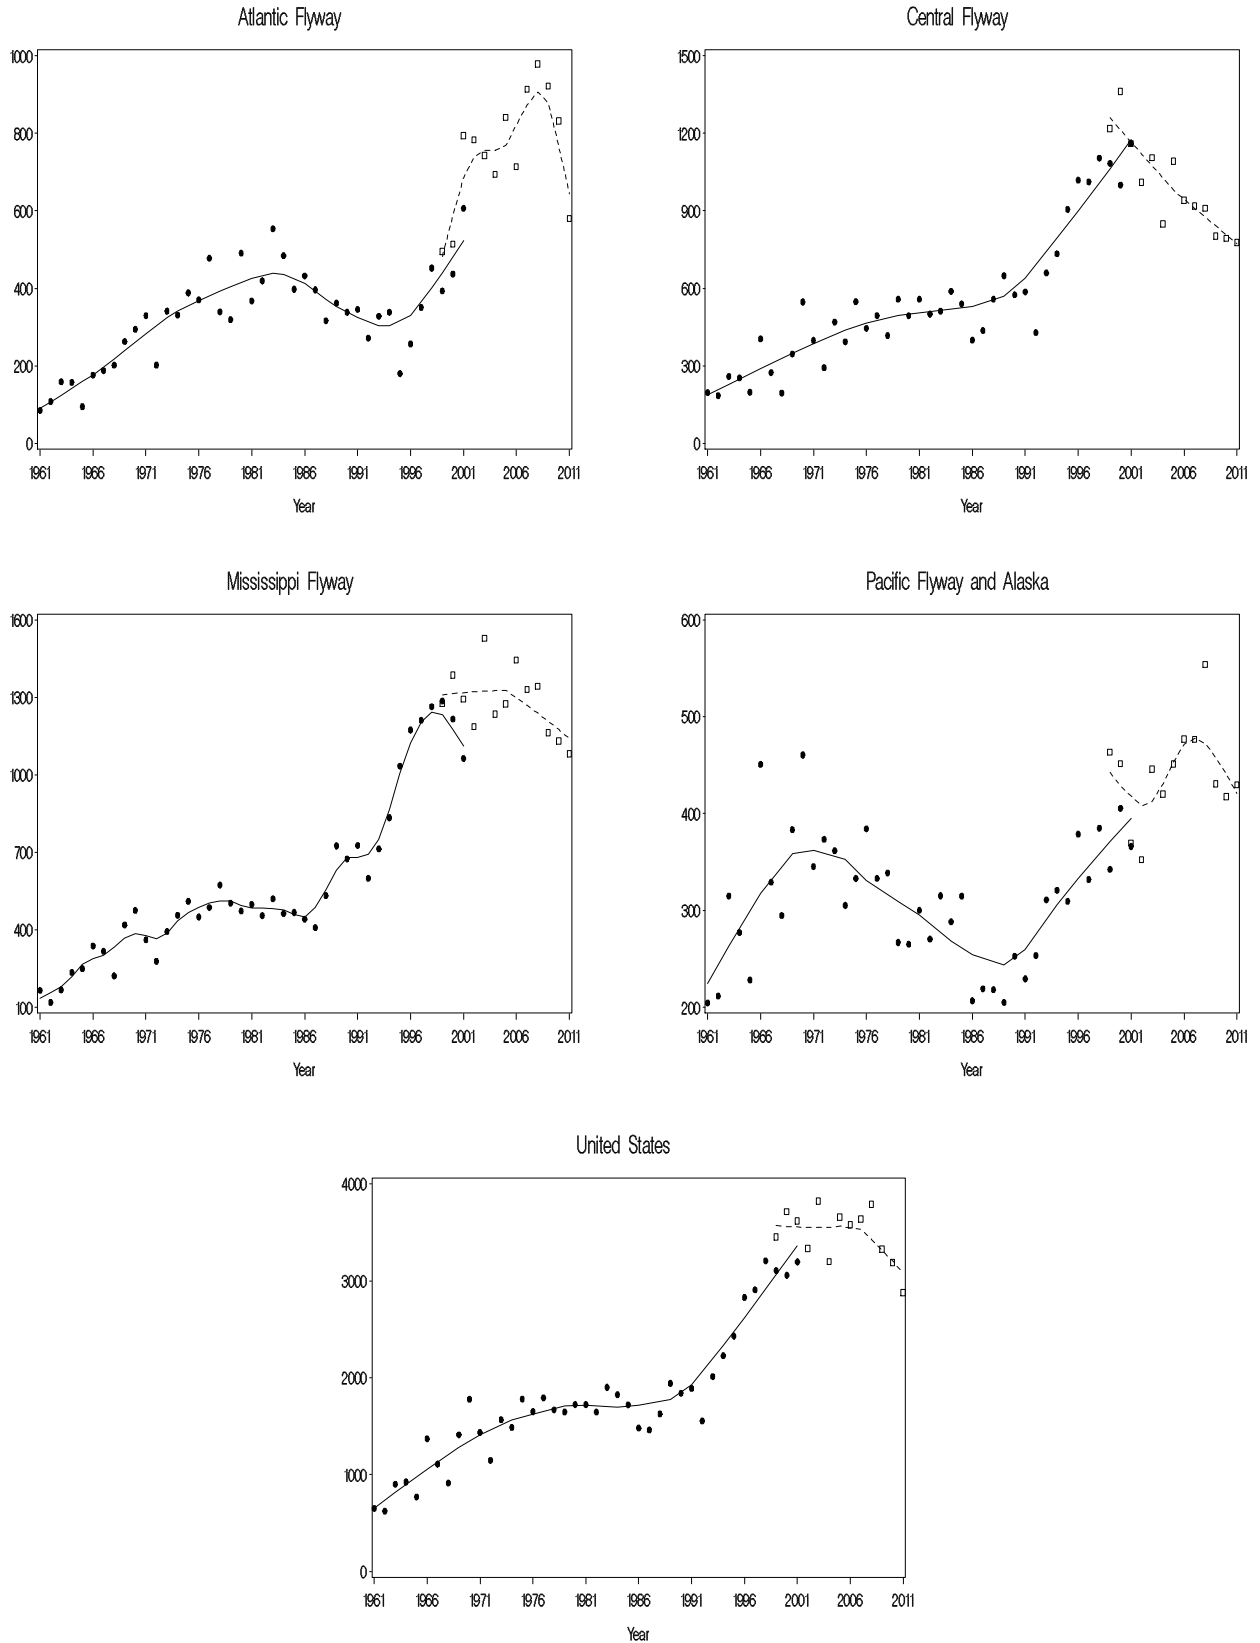 Atlantic Flyway
1000
800
600
400
200
0
1961 1966 1971 1976 1981 1986 1991 1996 2001 2006 2011
Year
Central Flyway
1500
1200
900
600
300
0
1961 1966 1971 1976 1981 1986 1991 1996 2001 2006 2011
Year
Mississippi Flyway
1600
1300
1000
700
400
100
1961 1966 1971 1976 1981 1986 1991 1996 2001 2006 2011
Year
Pacific Flyway and Alaska
600
500
400
300
200
1961 1966 1971 1976 1981 1986 1991 1996 2001 2006 2011
Year
United States
4000
3000
2000
1000
0
1961 1966 1971 1976 1981 1986 1991 1996 2001 2006 2011
Year